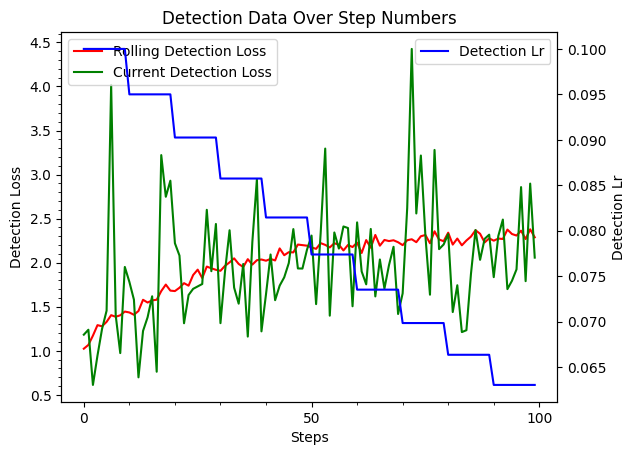 Detection Data Over Step Numbers
Rolling Detection Loss
Current Detection Loss
Detection Lr
4.5
4.0
3.5
3.0
2.5
2.0
1.5
1.0
0.5
Detection Loss
0.100
0.095
0.090
0.085
0.080
0.075
0.070
0.065
Detection Lr
0 50 100
Steps